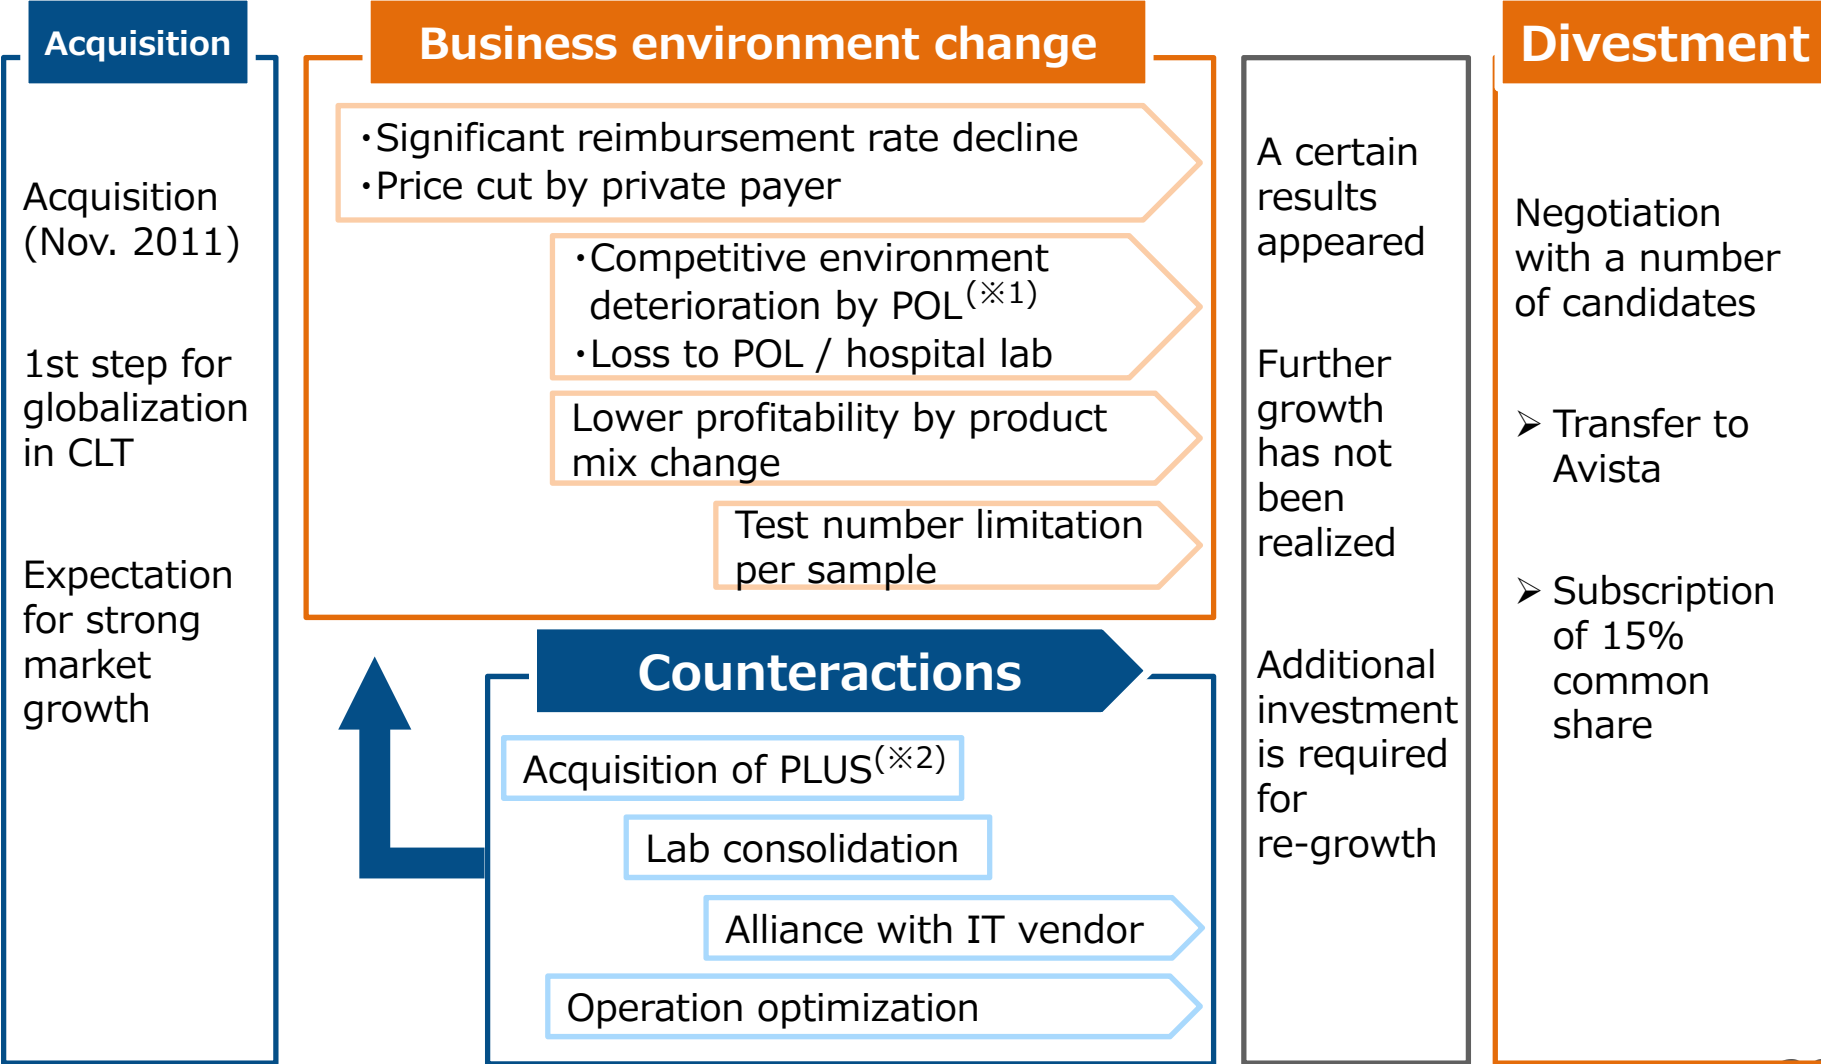 Acquisition
Acquisition
(Nov. 2011)
1st step for
globalization
in CLT
Expectation
for strong
market
growth
Business environment change
・Significant reimbursement rate decline
・Price cut by private payer
・Competitive environment
deterioration by POL(※1)
・Loss to POL / hospital lab
Lower profitability by product
mix change
Test number limitation
per sample
Counteractions
Acquisition of PLUS(※2)
Lab consolidation
Alliance with IT vendor
Operation optimization
A certain
results
appeared
Further
growth
has not
been
realized
Additional
investment
is required
for
re-growth
Divestment
Negotiation
with a number
of candidates
➢ Transfer to
Avista
➢ Subscription
of 15%
common
share